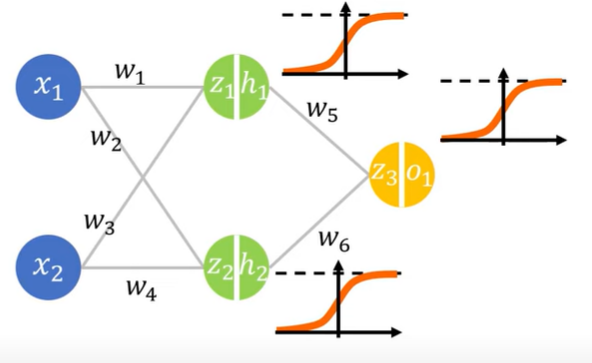 x₁
w₁
z₁ h₁
w₅
w₂
z₃ o₁
w₃
w₆
x₂
z₂ h₂
w₄